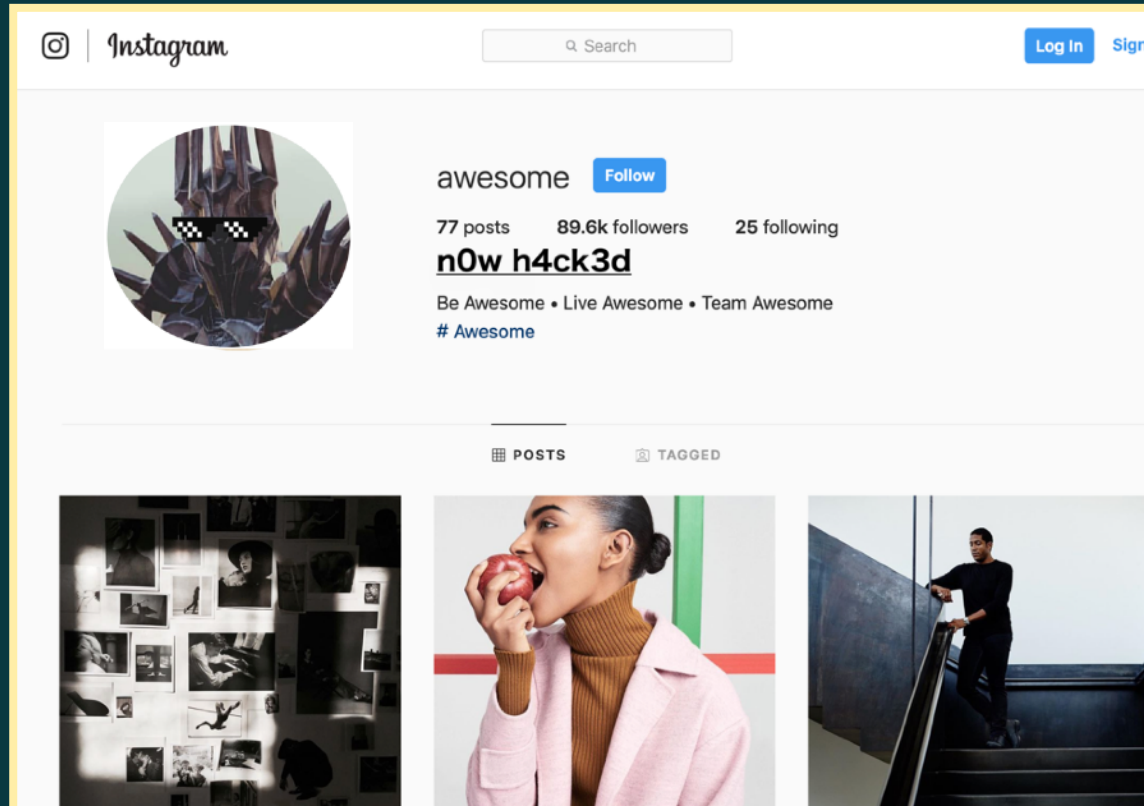 Instagram
Search
Log In
Sign
awesome
Follow
77 posts 89.6k followers 25 following
n0w h4ck3d
Be Awesome • Live Awesome • Team Awesome
# Awesome
POSTS
TAGGED